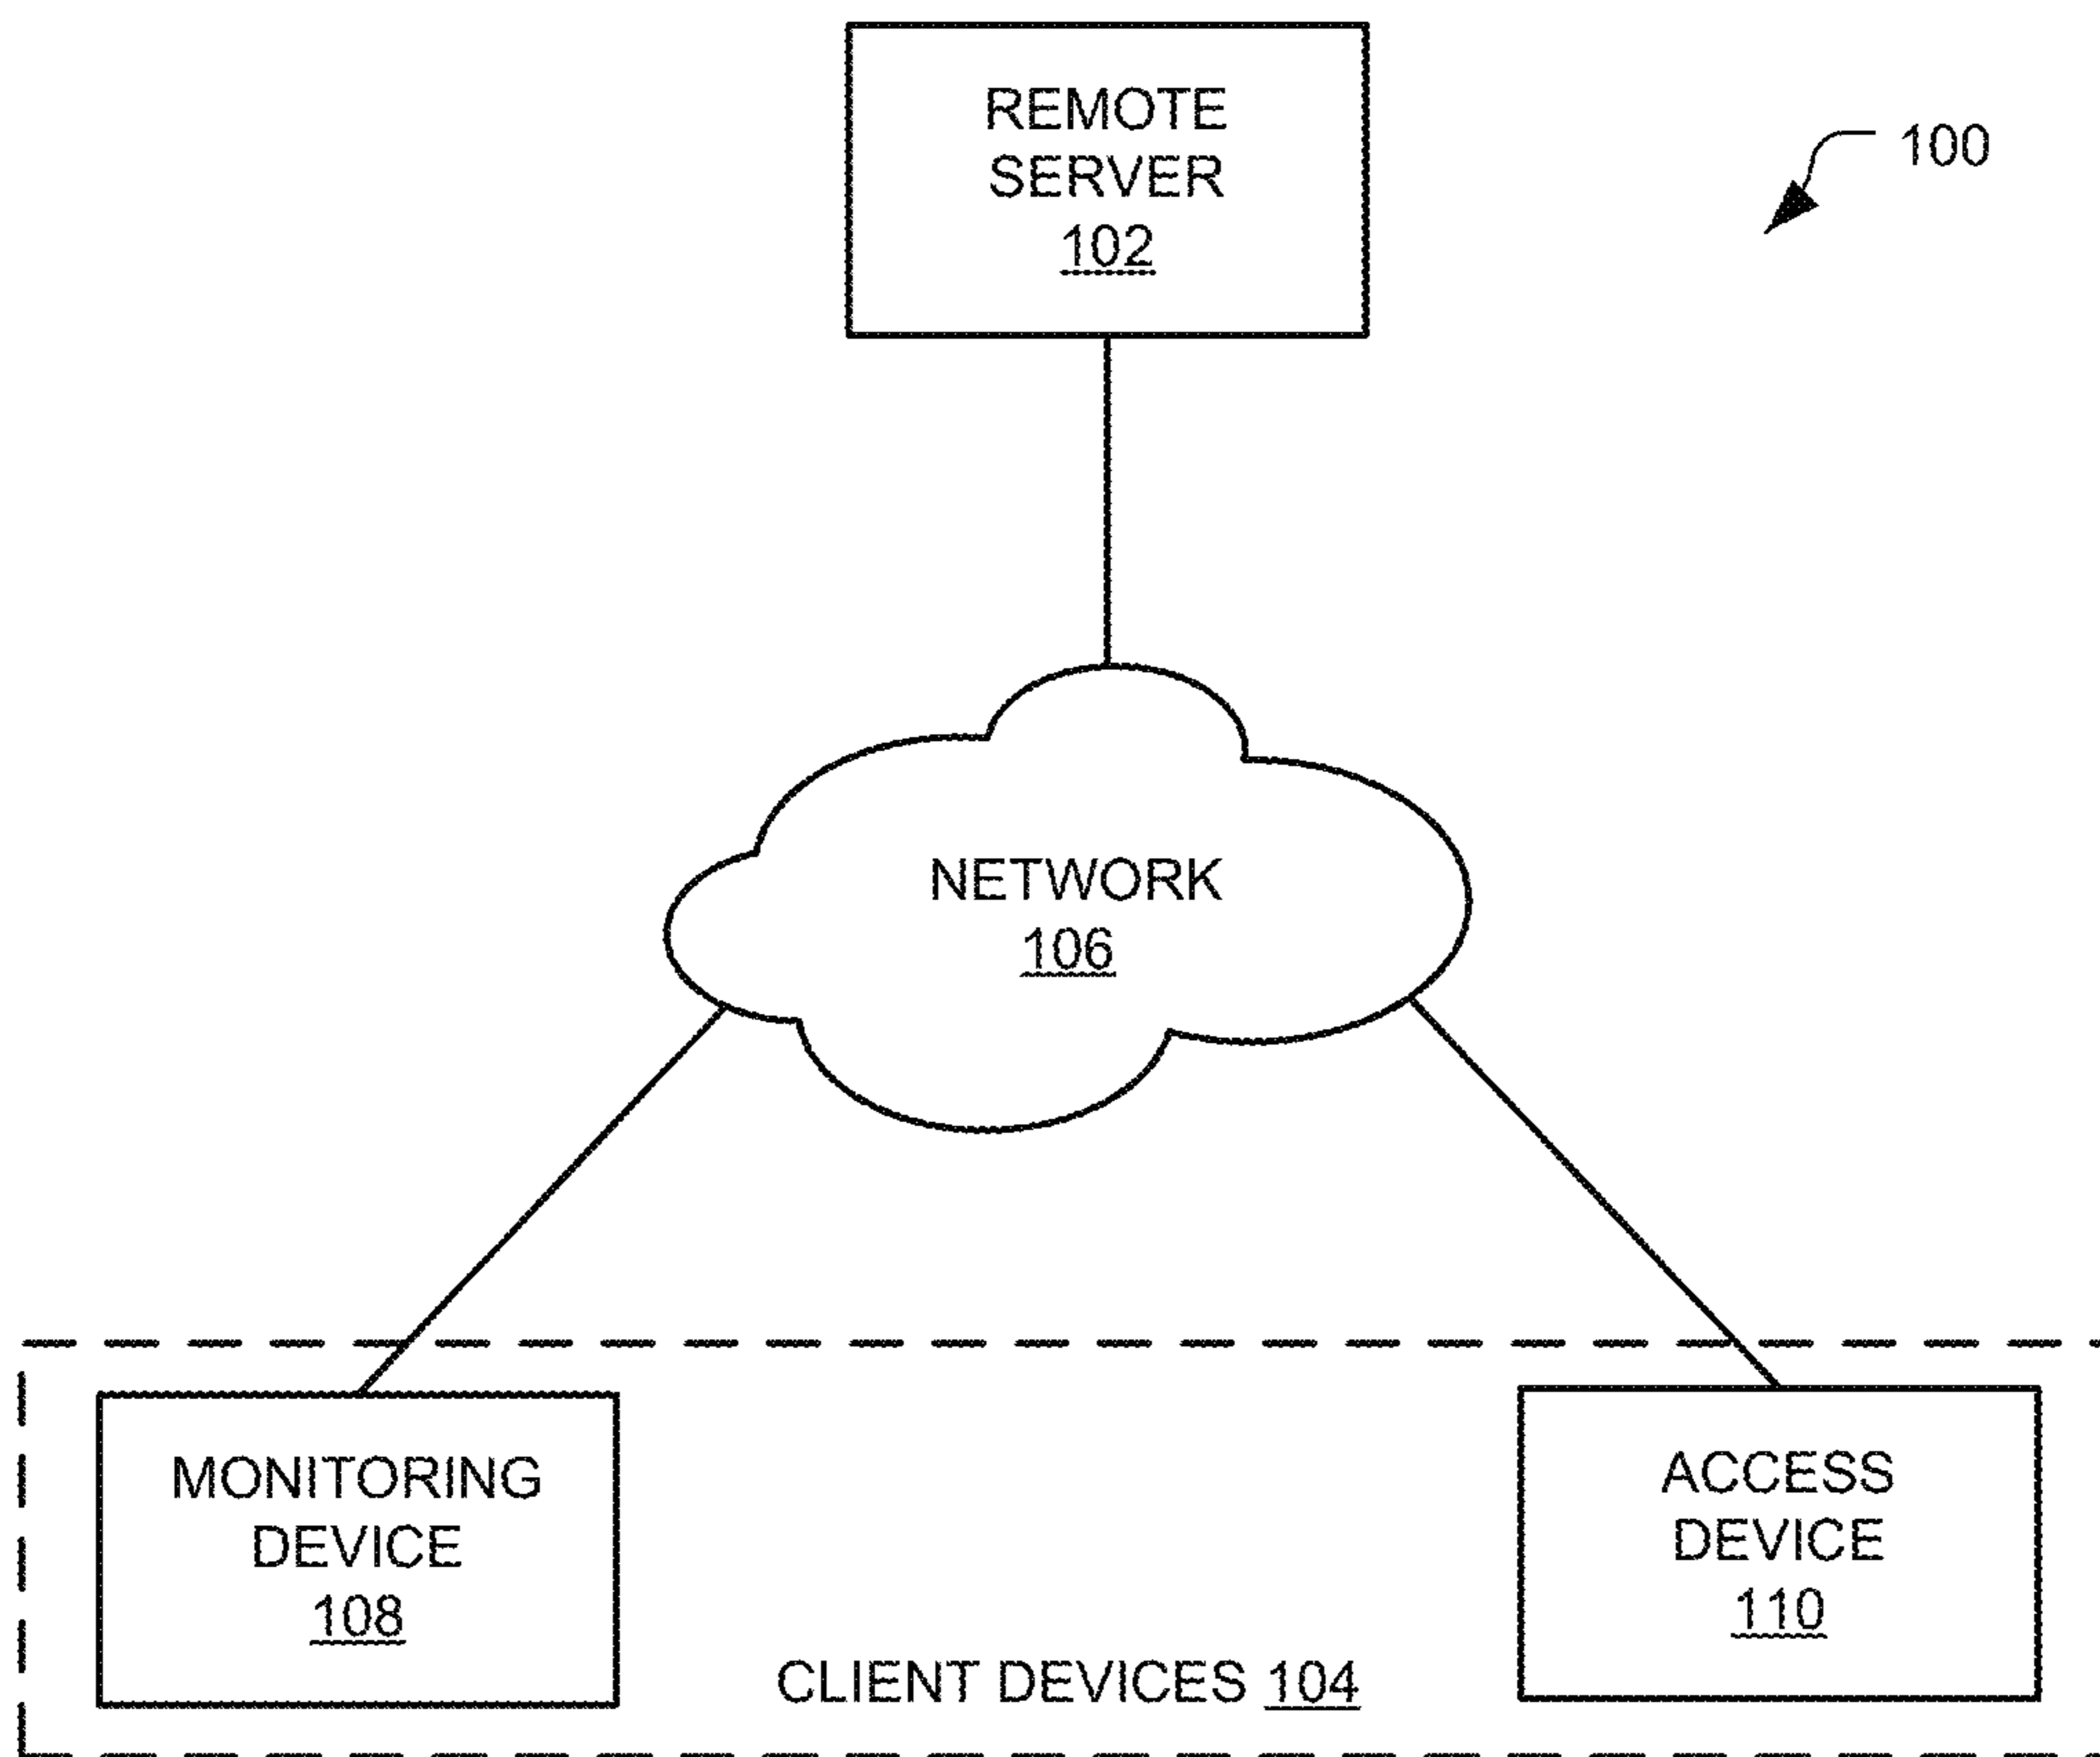 REMOTE
SERVER
102
100
NETWORK
106
MONITORING
DEVICE
108
ACCESS
DEVICE
110
CLIENT DEVICES 104